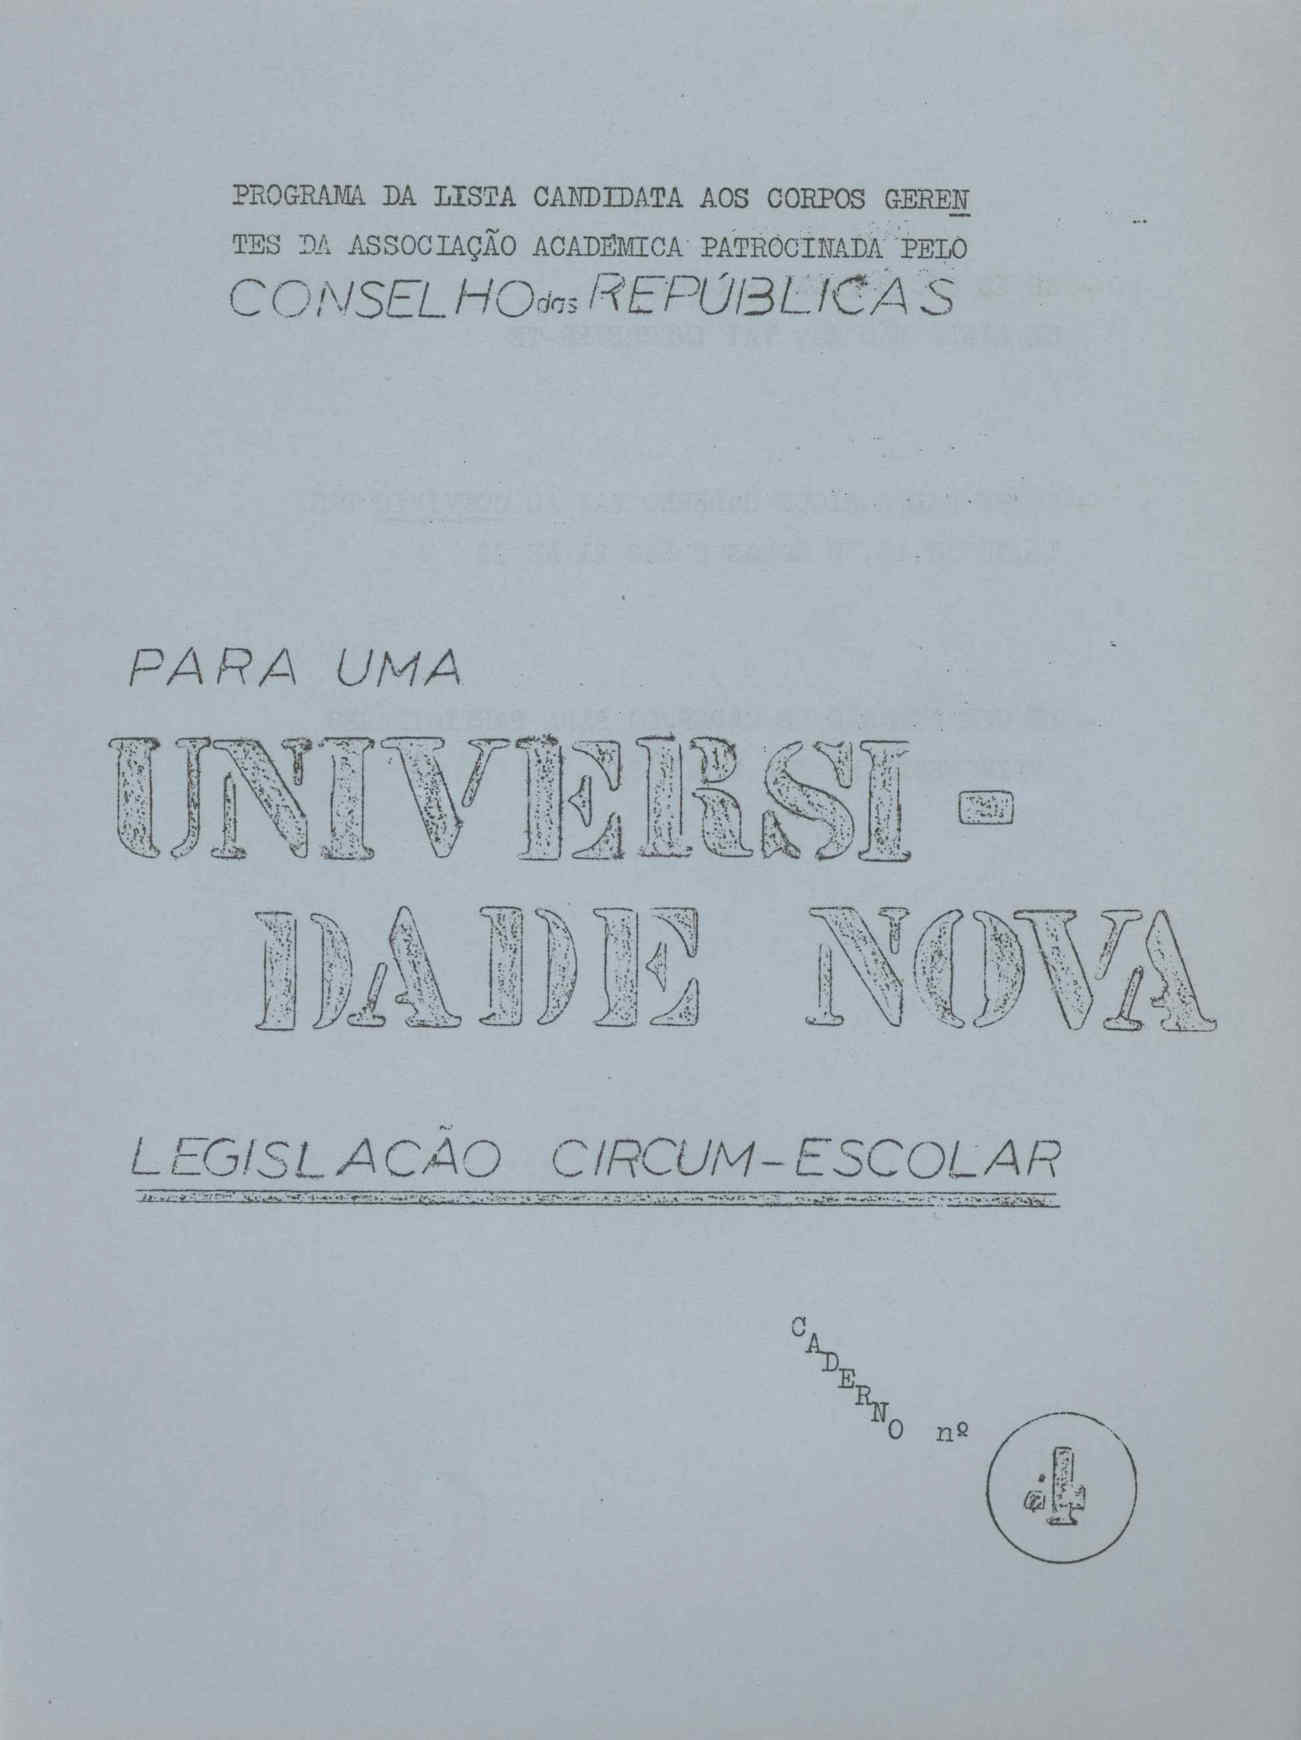 PROGRAMA DA LISTA CANDIDATA AOS CORPOS GEREN
TES DA ASSOCIAÇÃO ACADÉMICA PATROCINADA PELO
CONSELHO das REPÚBLICAS
PARA UMA
UNIVERSI-
DADE NOVA
LEGISLACÃO CIRCUM-ESCOLAR
CADERNO nº 4